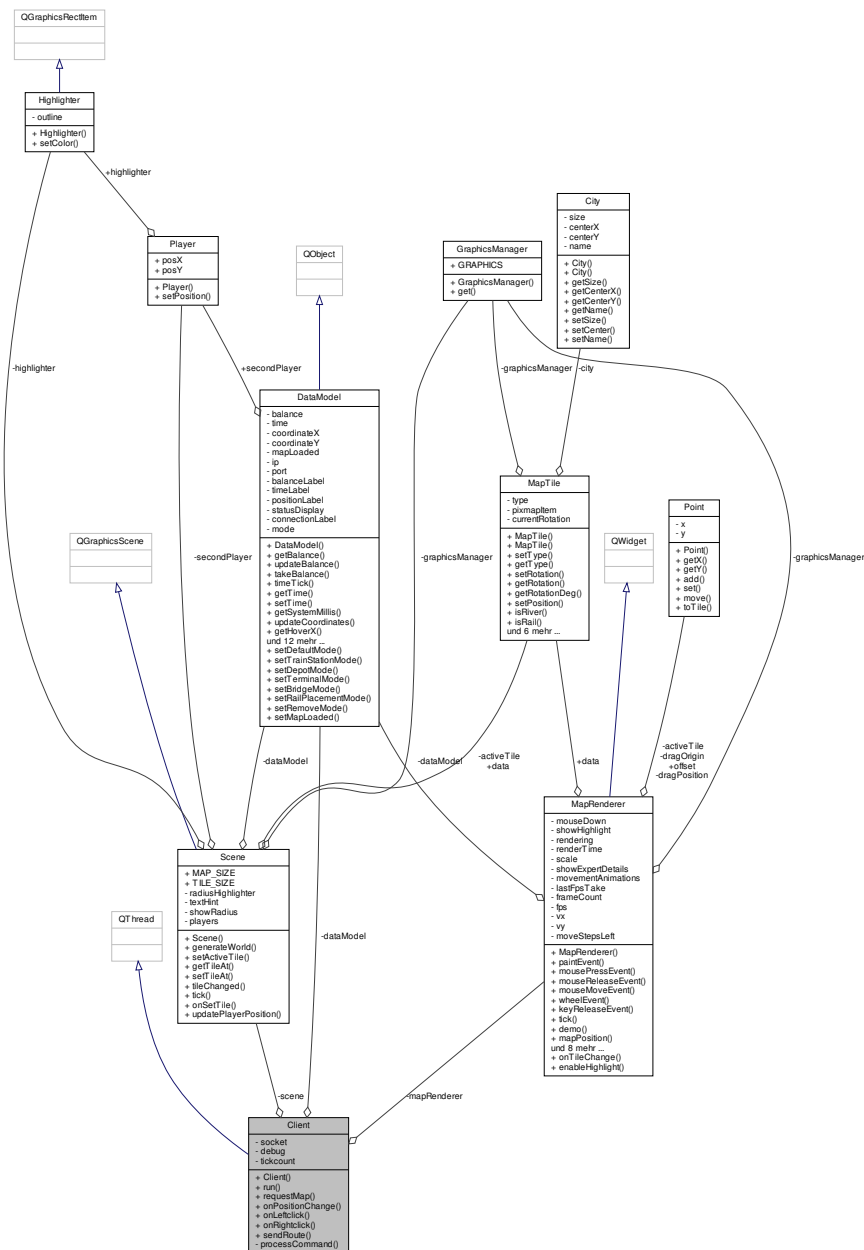 QGraphicsRectItem
Highlighter
- outline
+ Highlighter()
+ setColor()
+highlighter
City
- size
- centerX
- centerY
- name
+ City()
+ City()
+ getSize()
+ getCenterX()
+ getCenterY()
+ getName()
+ setSize()
+ setCenter()
+ setName()
Player
+ posX
+ posY
+ Player()
+ setPosition()
QObject
GraphicsManager
+ GRAPHICS
+ GraphicsManager()
+ get()
-highlighter
+secondPlayer
-graphicsManager
-city
DataModel
- balance
- time
- coordinateX
- coordinateY
- mapLoaded
- ip
- port
- balanceLabel
- timeLabel
- positionLabel
- statusDisplay
- connectionLabel
- mode
+ DataModel()
+ getBalance()
+ updateBalance()
+ takeBalance()
+ timeTick()
+ getTime()
+ setTime()
+ getSystemMillis()
+ updateCoordinates()
+ getHoverX()
und 12 mehr ...
+ setDefaultMode()
+ setTrainStationMode()
+ setDepotMode()
+ setTerminalMode()
+ setBridgeMode()
+ setRailPlacementMode()
+ setRemoveMode()
+ setMapLoaded()
MapTile
- type
- pixmapItem
- currentRotation
+ MapTile()
+ MapTile()
+ setType()
+ getType()
+ setRotation()
+ getRotation()
+ getRotationDeg()
+ setPosition()
+ isRiver()
+ isRail()
und 6 mehr ...
Point
- x
- y
+ Point()
+ getX()
+ getY()
+ add()
+ set()
+ move()
+ toTile()
QGraphicsScene
QWidget
-secondPlayer
-graphicsManager
-graphicsManager
-dataModel
-dataModel
-activeTile
+data
+data
-activeTile
-dragOrigin
+offset
-dragPosition
MapRenderer
- mouseDown
- showHighlight
- rendering
- renderTime
- scale
- showExpertDetails
- movementAnimations
- lastFpsTake
- frameCount
- fps
- vx
- vy
- moveStepsLeft
+ MapRenderer()
+ paintEvent()
+ mousePressEvent()
+ mouseReleaseEvent()
+ mouseMoveEvent()
+ wheelEvent()
+ keyReleaseEvent()
+ tick()
+ demo()
+ mapPosition()
und 8 mehr ...
+ onTileChange()
+ enableHighlight()
Scene
+ MAP_SIZE
+ TILE_SIZE
- radiusHighlighter
- textHint
- showRadius
- players
+ Scene()
+ generateWorld()
+ setActiveTile()
+ getTileAt()
+ setTileAt()
+ tileChanged()
+ tick()
+ onSetTile()
+ updatePlayerPosition()
QThread
-dataModel
-scene
-mapRenderer
Client
- socket
- debug
- tickcount
+ Client()
+ run()
+ requestMap()
+ onPositionChange()
+ onLeftclick()
+ onRightclick()
+ sendRoute()
- processCommand()